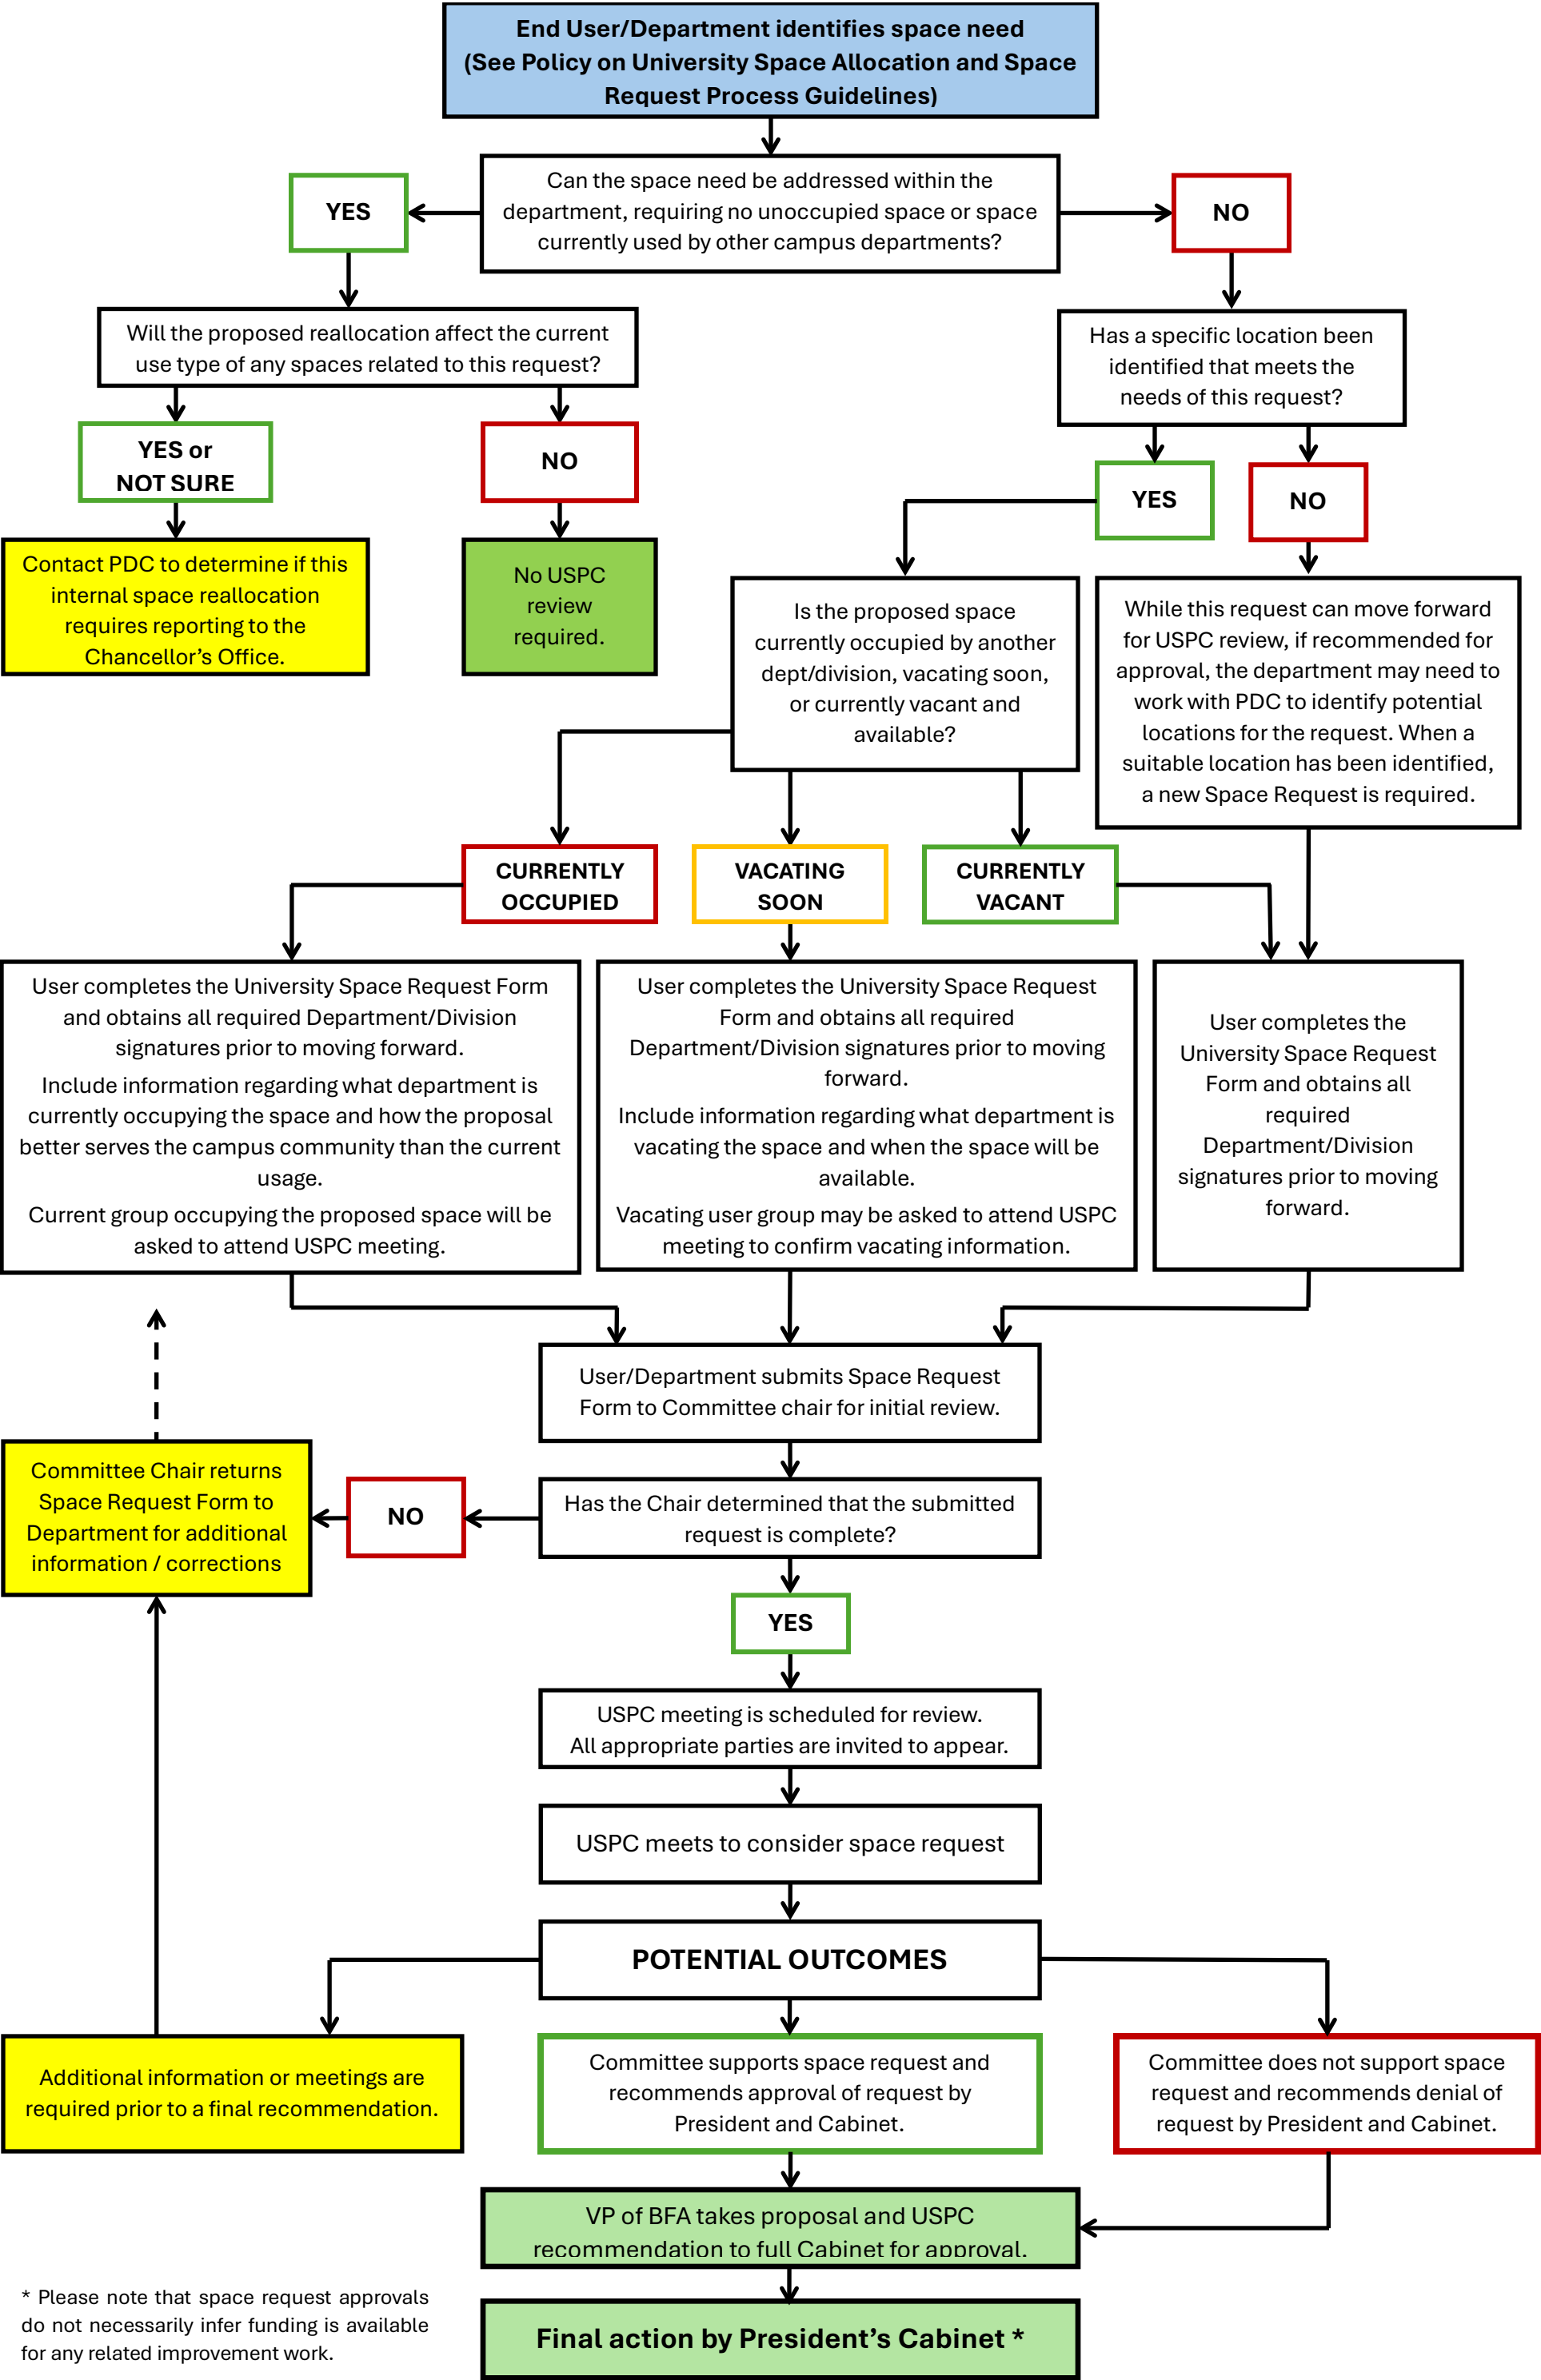 End User/Department identifies space need
(See Policy on University Space Allocation and Space
Request Process Guidelines)
Can the space need be addressed within the
department, requiring no unoccupied space or space
currently used by other campus departments?
YES
NO
Will the proposed reallocation affect the current
use type of any spaces related to this request?
Has a specific location been
identified that meets the
needs of this request?
YES or
NOT SURE
NO
YES
NO
Contact PDC to determine if this
internal space reallocation
requires reporting to the
Chancellor’s Office.
No USPC
review
required.
Is the proposed space
currently occupied by another
dept/division, vacating soon,
or currently vacant and
available?
While this request can move forward
for USPC review, if recommended for
approval, the department may need to
work with PDC to identify potential
locations for the request. When a
suitable location has been identified,
a new Space Request is required.
CURRENTLY
OCCUPIED
VACATING
SOON
CURRENTLY
VACANT
User completes the University Space Request Form
and obtains all required Department/Division
signatures prior to moving forward.
Include information regarding what department is
currently occupying the space and how the proposal
better serves the campus community than the current
usage.
Current group occupying the proposed space will be
asked to attend USPC meeting.
User completes the University Space Request
Form and obtains all required
Department/Division signatures prior to moving
forward.
Include information regarding what department is
vacating the space and when the space will be
available.
Vacating user group may be asked to attend USPC
meeting to confirm vacating information.
User completes the
University Space Request
Form and obtains all
required
Department/Division
signatures prior to moving
forward.
User/Department submits Space Request
Form to Committee chair for initial review.
Committee Chair returns
Space Request Form to
Department for additional
information / corrections
NO
Has the Chair determined that the submitted
request is complete?
YES
USPC meeting is scheduled for review.
All appropriate parties are invited to appear.
USPC meets to consider space request
POTENTIAL OUTCOMES
Additional information or meetings are
required prior to a final recommendation.
Committee supports space request and
recommends approval of request by
President and Cabinet.
Committee does not support space
request and recommends denial of
request by President and Cabinet.
VP of BFA takes proposal and USPC
recommendation to full Cabinet for approval.
* Please note that space request approvals
do not necessarily infer funding is available
for any related improvement work.
Final action by President’s Cabinet *